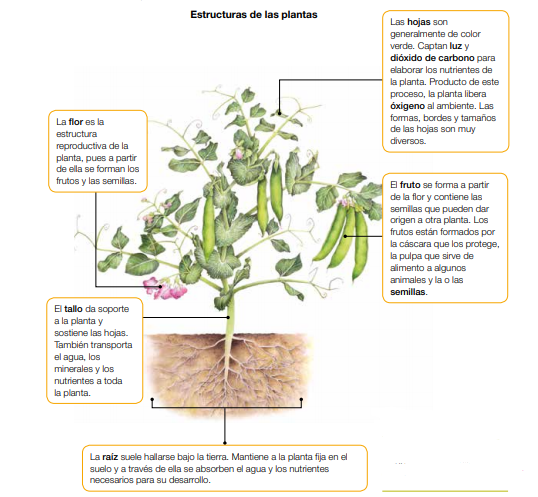 Estructuras de las plantas
Las hojas son
generalmente de color
verde. Captan luz y
dióxido de carbono para
elaborar los nutrientes de
la planta. Producto de este
proceso, la planta libera
óxigeno al ambiente. Las
formas, bordes y tamaños
de las hojas son muy
diversos.
La flor es la
estructura
reproductiva de la
planta, pues a partir
de ella se forman los
frutos y las semillas.
El fruto se forma a partir
de la flor y contiene las
semillas que pueden dar
origen a otra planta. Los
frutos están formados por
la cáscara que los protege,
la pulpa que sirve de
alimento a algunos
animales y la o las
semillas.
El tallo da soporte
a la planta y
sostiene las hojas.
También transporta
el agua, los
minerales y los
nutrientes a toda
la planta.
La raíz suele hallarse bajo la tierra. Mantiene a la planta fija en el
suelo y a través de ella se absorben el agua y los nutrientes
necesarios para su desarrollo.